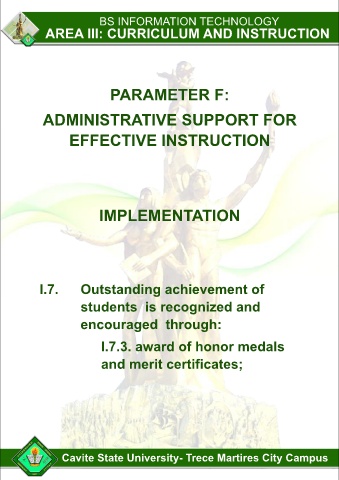 BS INFORMATION TECHNOLOGY
AREA III: CURRICULUM AND INSTRUCTION
PARAMETER F:
ADMINISTRATIVE SUPPORT FOR
EFFECTIVE INSTRUCTION
IMPLEMENTATION
I.7. Outstanding achievement of
students is recognized and
encouraged through:
I.7.3. award of honor medals
and merit certificates;
Cavite State University- Trece Martires City Campus